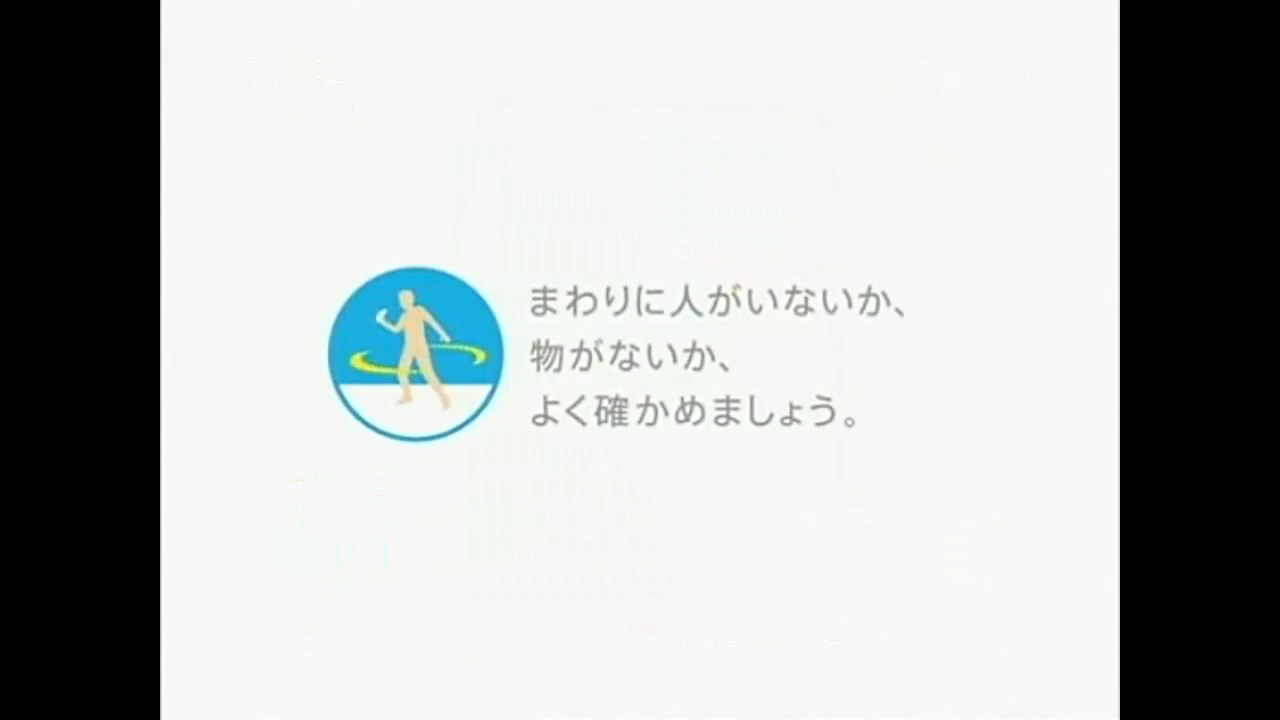 まわりに人がいないか、
物がないか、
よく確かめましょう。